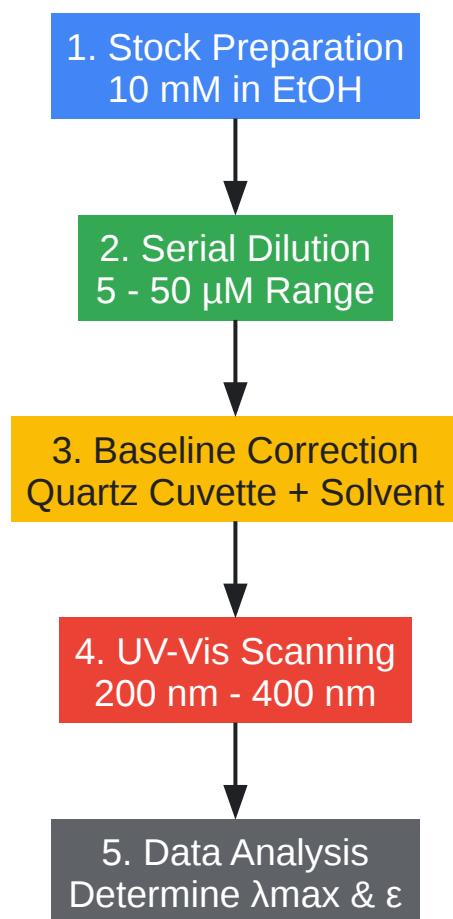 1. Stock Preparation
10 mM in EtOH
2. Serial Dilution
5 - 50 µM Range
3. Baseline Correction
Quartz Cuvette + Solvent
4. UV-Vis Scanning
200 nm - 400 nm
5. Data Analysis
Determine λmax & ε